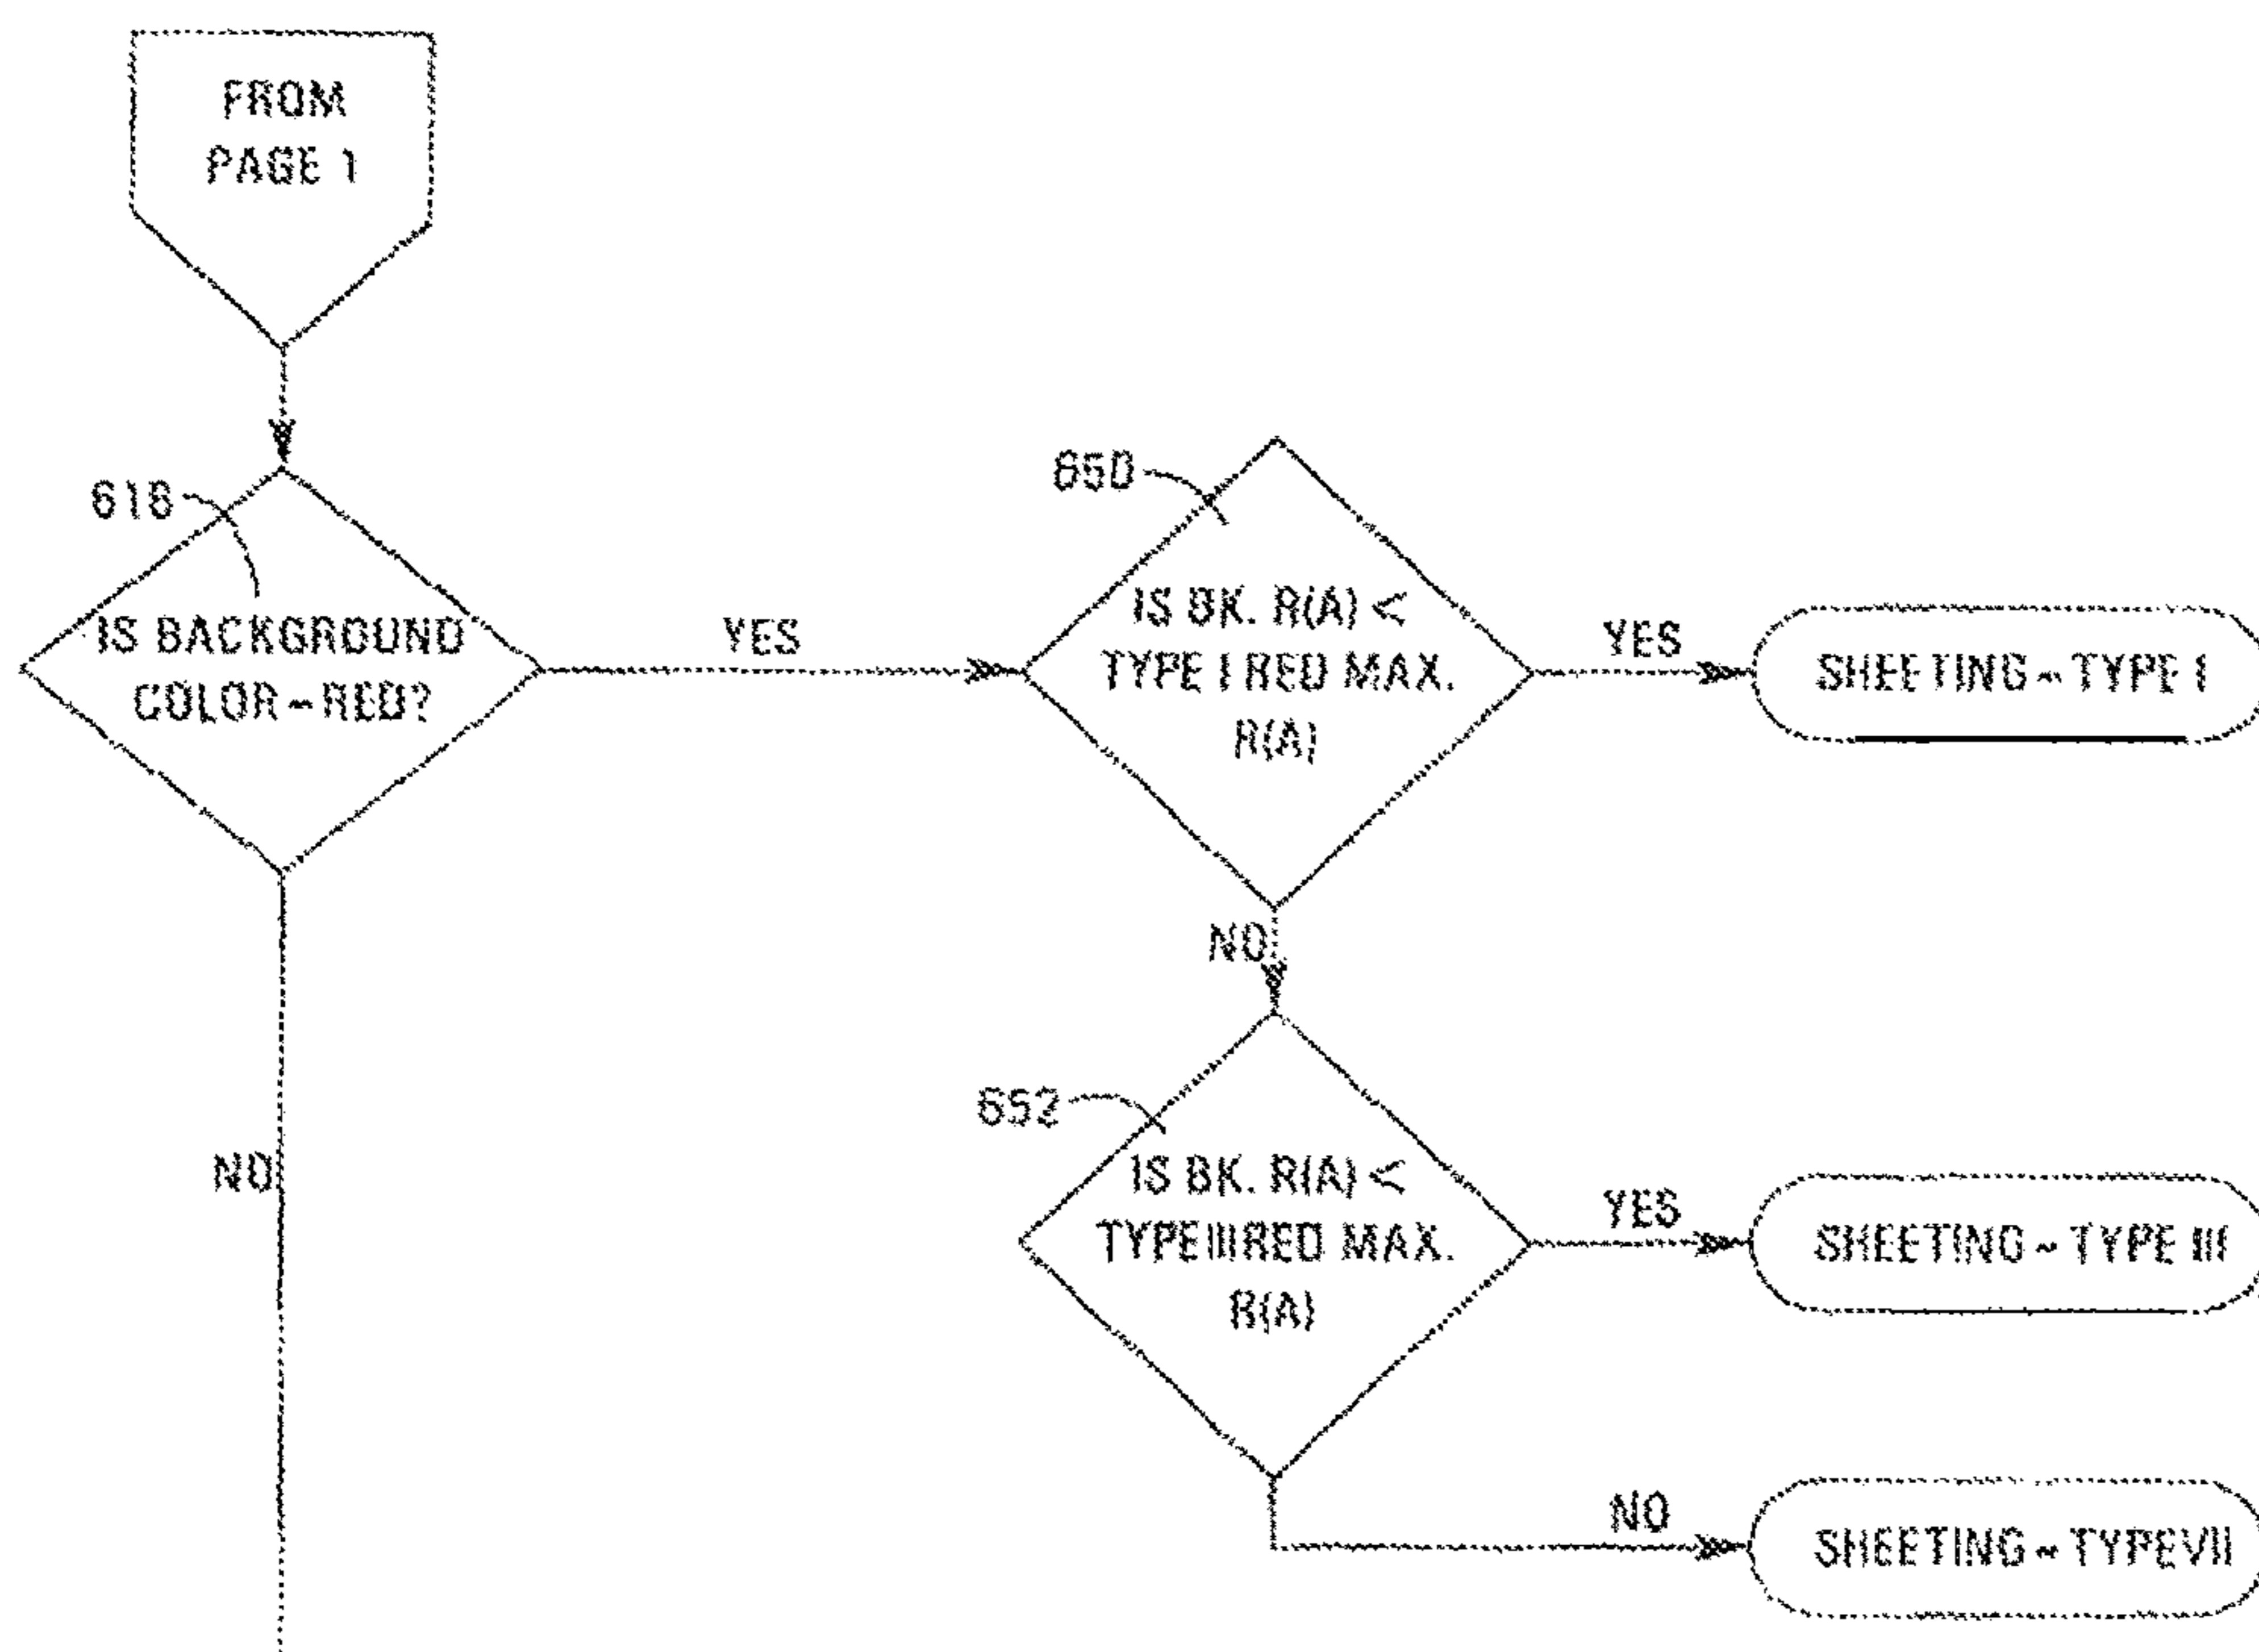 FROM
PAGE 1
618
IS BACKGROUND
COLOR - RED?
YES
NO
650
IS BK. R(A) <
TYPE I RED MAX.
R(A)
YES
SHEETING - TYPE I
NO
652
IS BK. R(A) <
TYPE III RED MAX.
R(A)
YES
SHEETING - TYPE III
NO
SHEETING - TYPE VII